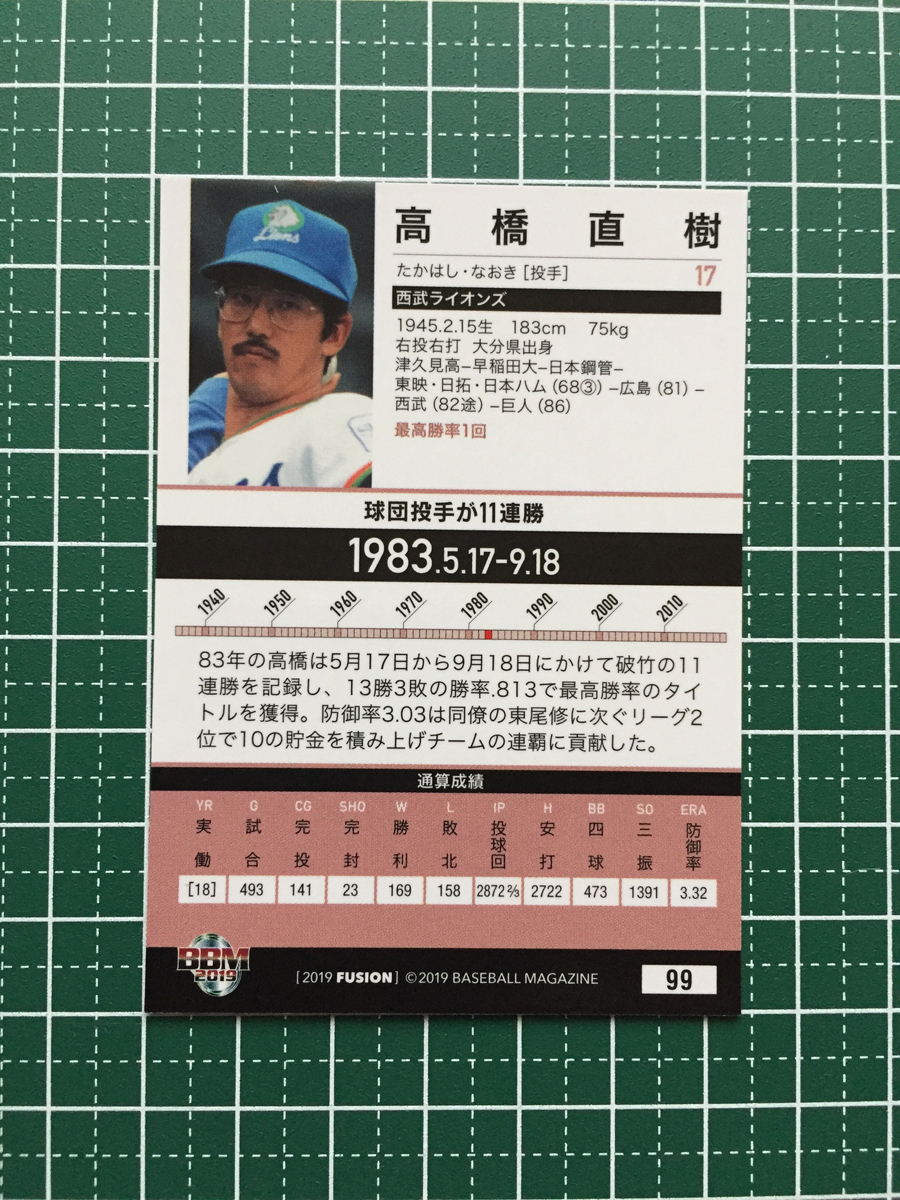 Lions
高橋直樹
たかはし・なおき［投手］ 17
西武ライオンズ
1945.2.15生 183cm 75kg
右投右打 大分県出身
津久見高–早稲田大–日本鋼管–
東映・日拓・日本ハム（68③）–広島（81）–
西武（82途）–巨人（86）
最高勝率1回
球団投手が11連勝
1983.5.17-9.18
1940 1950 1960 1970 1980 1990 2000 2010
83年の高橋は5月17日から9月18日にかけて破竹の11
連勝を記録し、13勝3敗の勝率.813で最高勝率のタイ
トルを獲得。防御率3.03は同僚の東尾修に次ぐリーグ2
位で10の貯金を積み上げチームの連覇に貢献した。
通算成績
YR G CG SHO W L IP H BB SO ERA
実働 試合 完投 完封 勝利 敗北 投球回 安打 四球 三振 防御率
[18] 493 141 23 169 158 2872 2/3 2722 473 1391 3.32
BBM
2019
[ 2019 FUSION ] ©2019 BASEBALL MAGAZINE 99